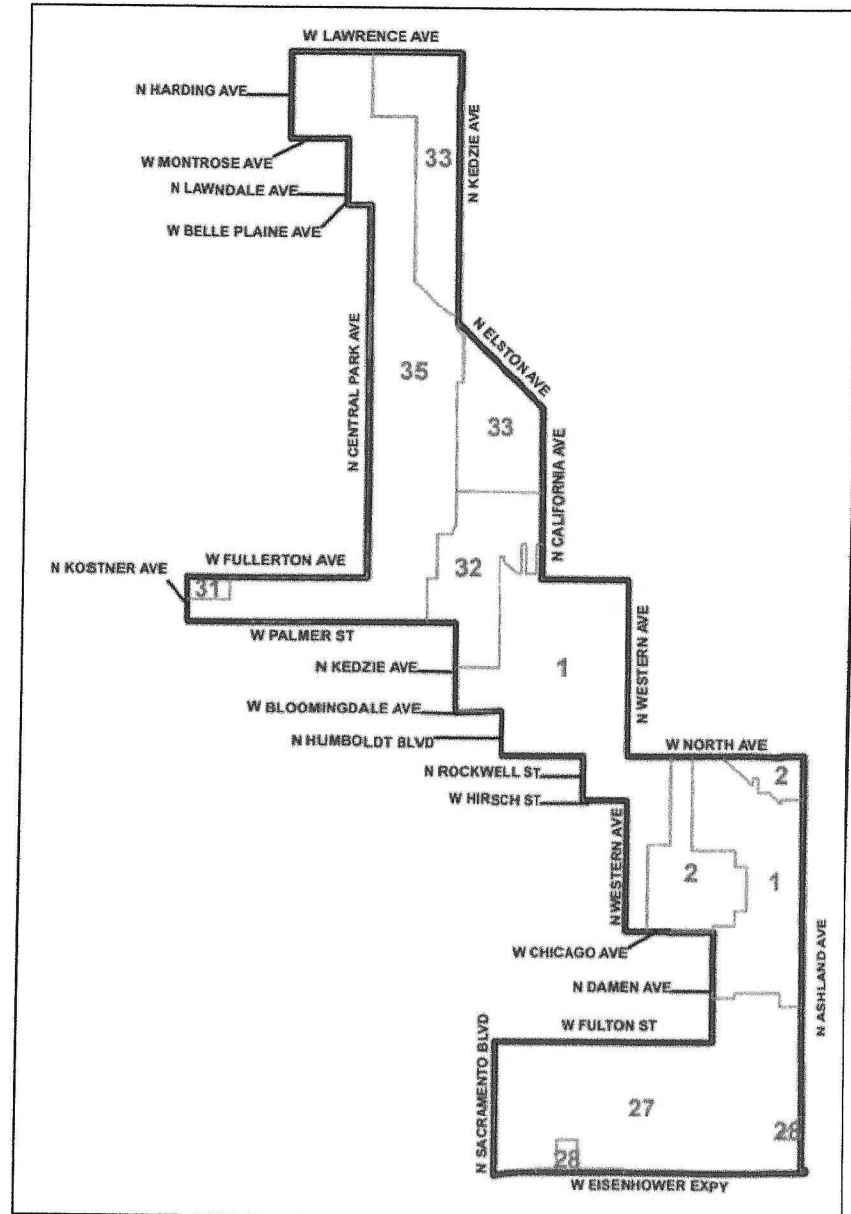 W LAWRENCE AVE
N HARDING AVE
N KEDZIE AVE
33
W MONTROSE AVE
N LAWNDALE AVE
W BELLE PLAINE AVE
N ELSTON AVE
N CENTRAL PARK AVE
35
33
N CALIFORNIA AVE
W FULLERTON AVE
N KOSTNER AVE
32
31
W PALMER ST
N KEDZIE AVE
1
N WESTERN AVE
W BLOOMINGDALE AVE
N HUMBOLDT BLVD
W NORTH AVE
N ROCKWELL ST
2
W HIRSCH ST
N WESTERN AVE
2
1
W CHICAGO AVE
N DAMEN AVE
N ASHLAND AVE
W FULTON ST
N SACRAMENTO BLVD
27
28
28
W EISENHOWER EXPY